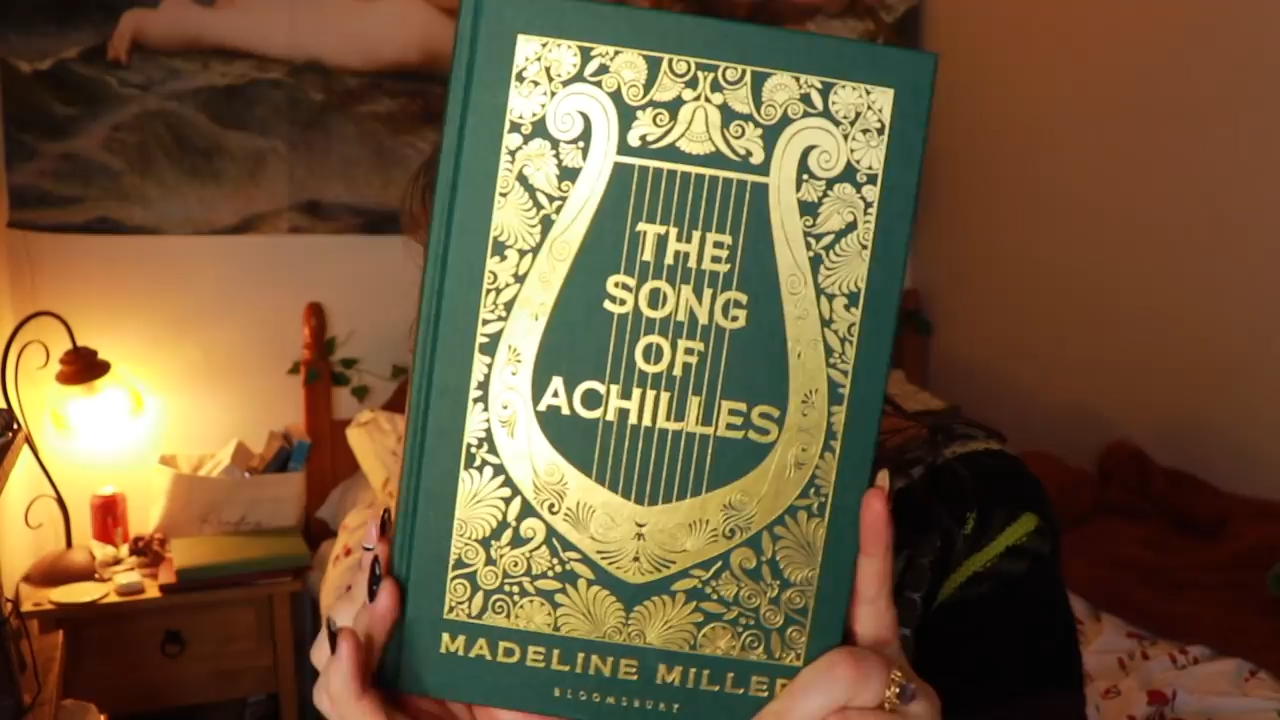 THE
SONG
OF
ACHILLES
MADELINE MILLER
BLOOMSBURY